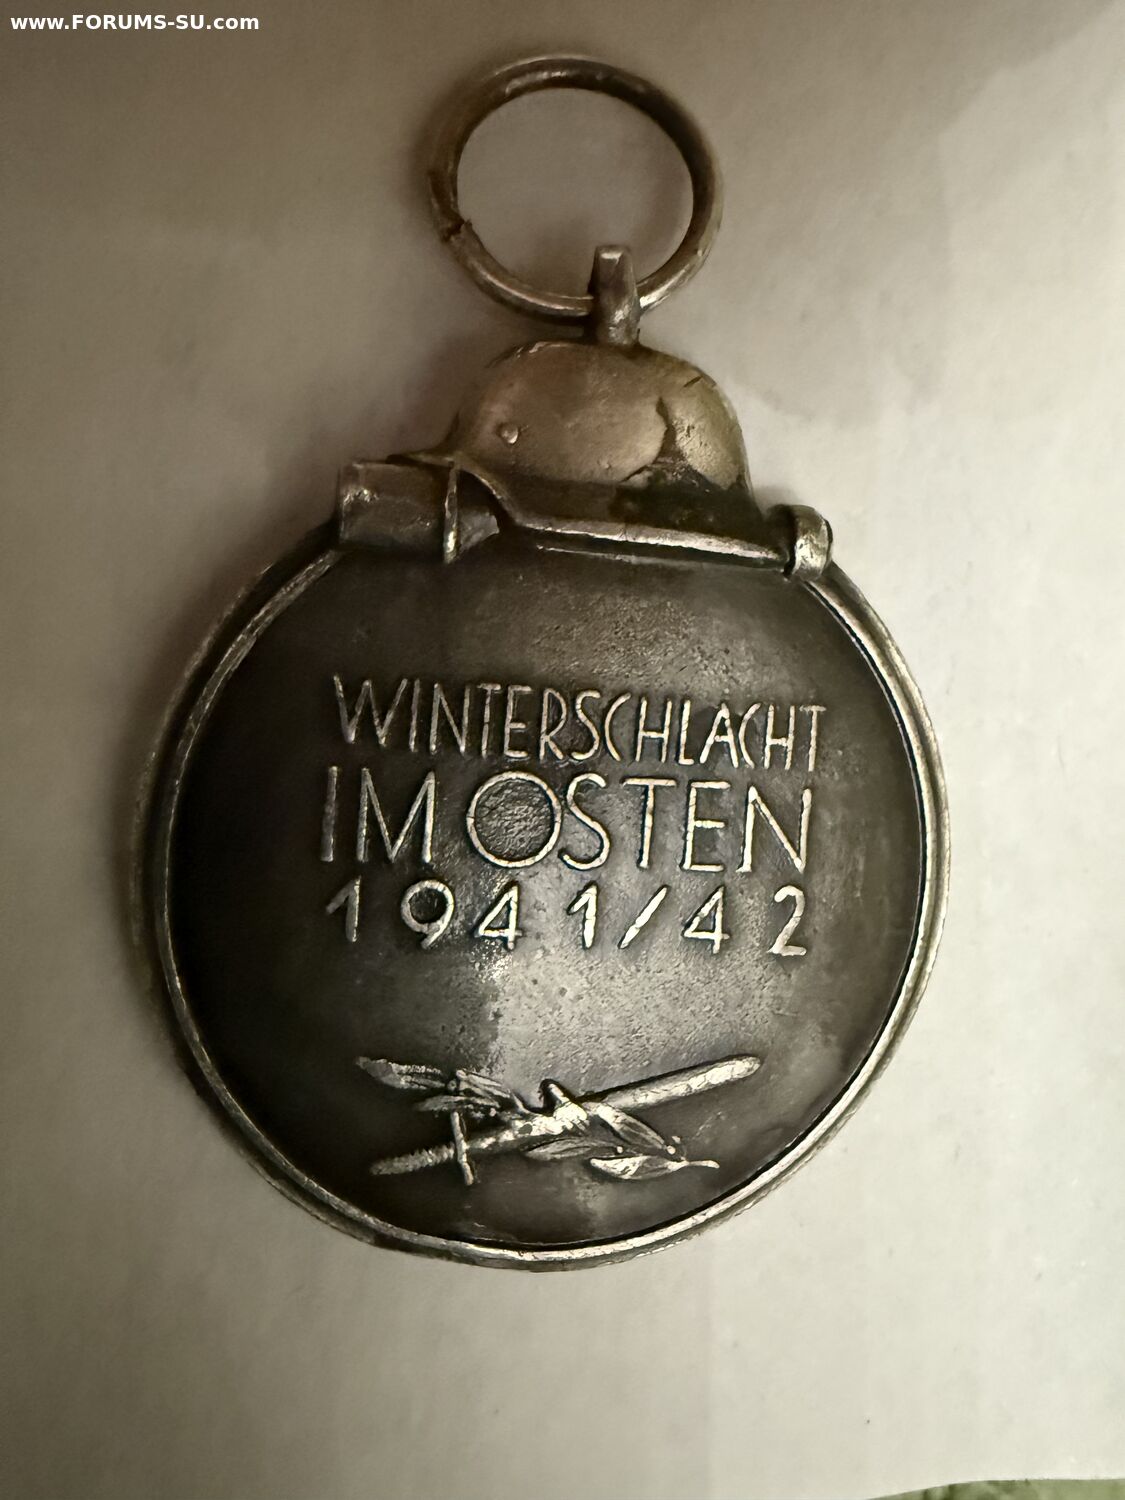 www.FORUMS-SU.com
WINTERSCHLACHT
IM OSTEN
1941/42